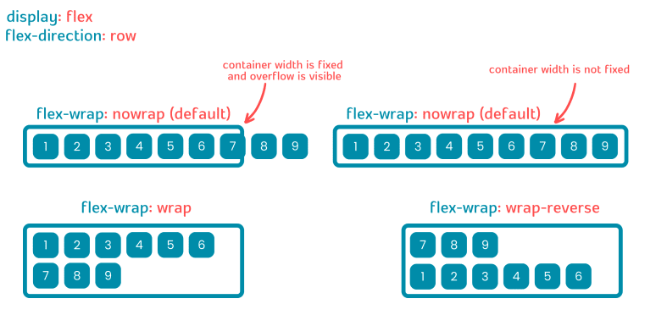 display: flex
flex-direction: row
container width is fixed
and overflow is visible
container width is not fixed
flex-wrap: nowrap (default)
flex-wrap: nowrap (default)
1 2 3 4 5 6 7 8 9
1 2 3 4 5 6 7 8 9
flex-wrap: wrap
flex-wrap: wrap-reverse
1 2 3 4 5 6
7 8 9
7 8 9
1 2 3 4 5 6